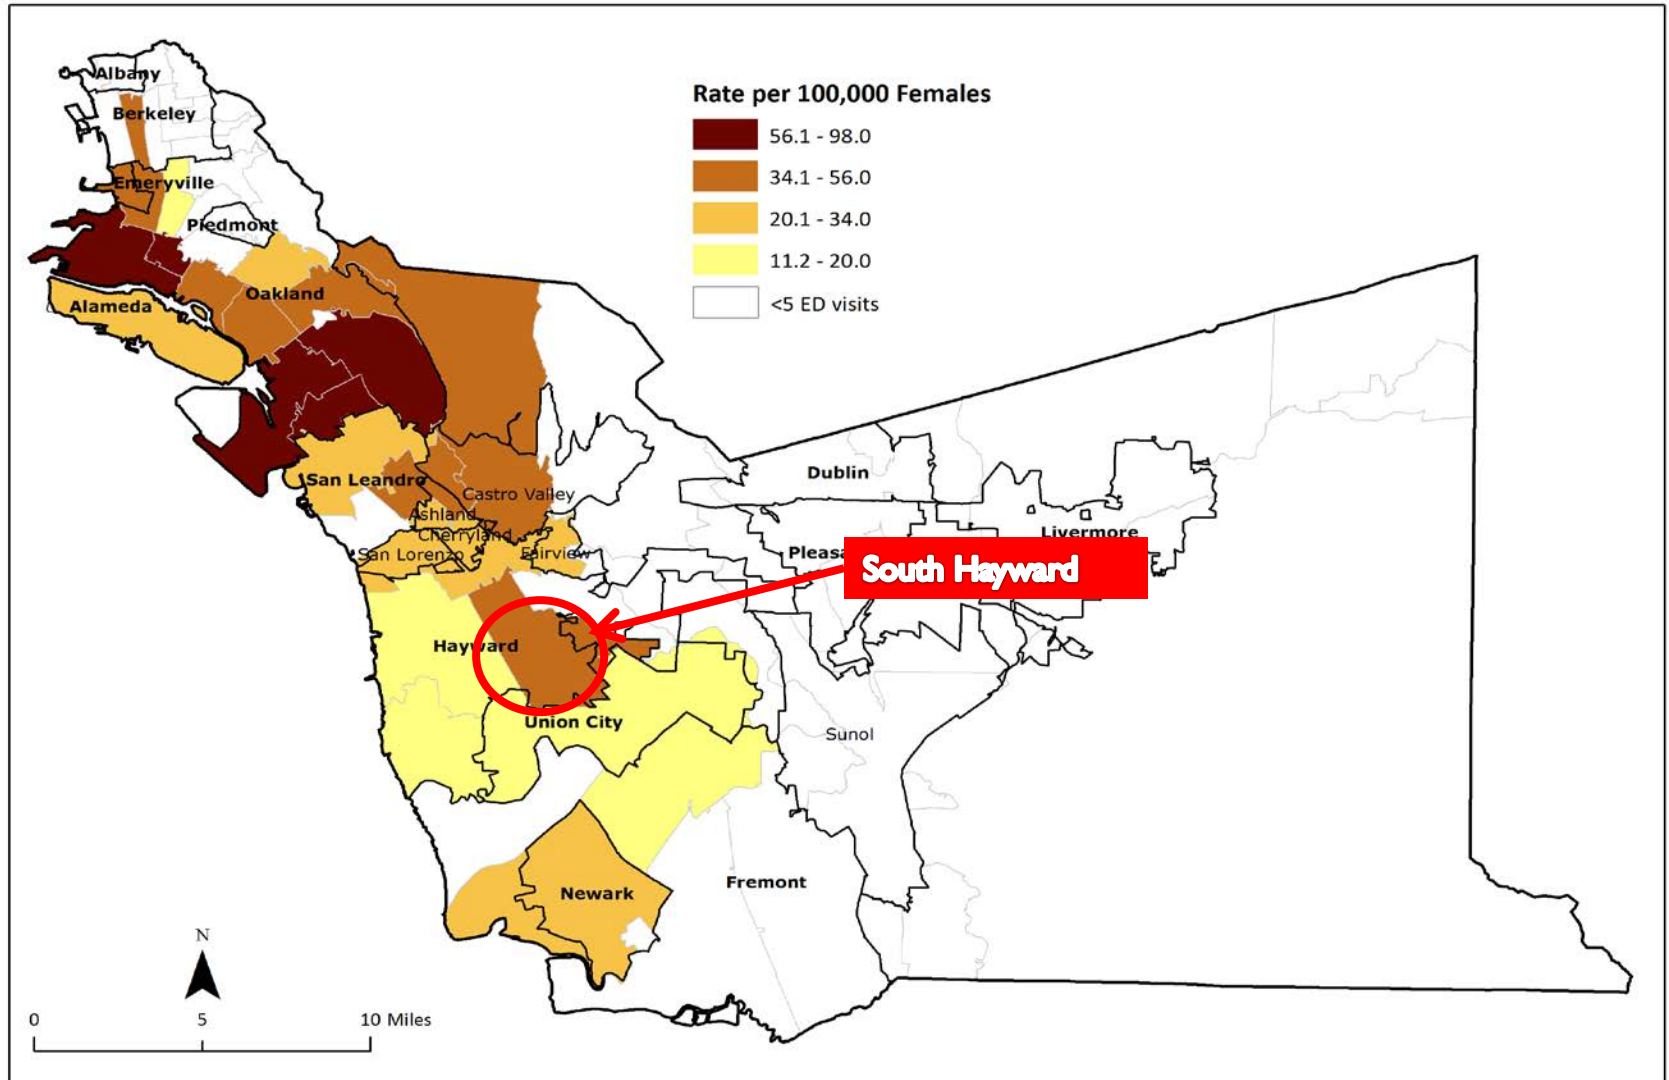 Albany
Berkeley
Emeryville
Piedmont
Oakland
Alameda
Rate per 100,000 Females
56.1 - 98.0
34.1 - 56.0
20.1 - 34.0
11.2 - 20.0
<5 ED visits
San Leandro
Castro Valley
Ashland
Cherryland
San Lorenzo
Fairview
Dublin
Livermore
Pleasa
South Hayward
Hayward
Union City
Sunol
Newark
Fremont
N
0 5 10 Miles